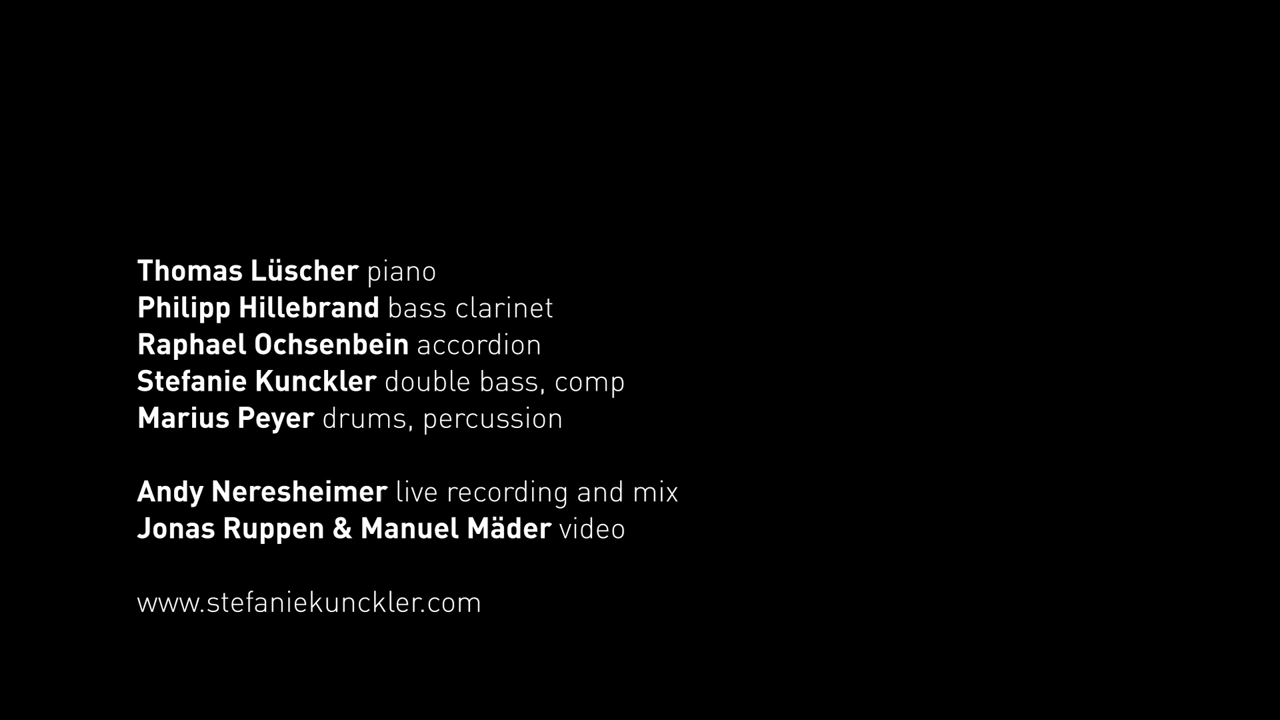 Thomas Lüscher piano
Philipp Hillebrand bass clarinet
Raphael Ochsenbein accordion
Stefanie Kunckler double bass, comp
Marius Peyer drums, percussion
Andy Neresheimer live recording and mix
Jonas Ruppen & Manuel Mäder video
www.stefaniekunckler.com